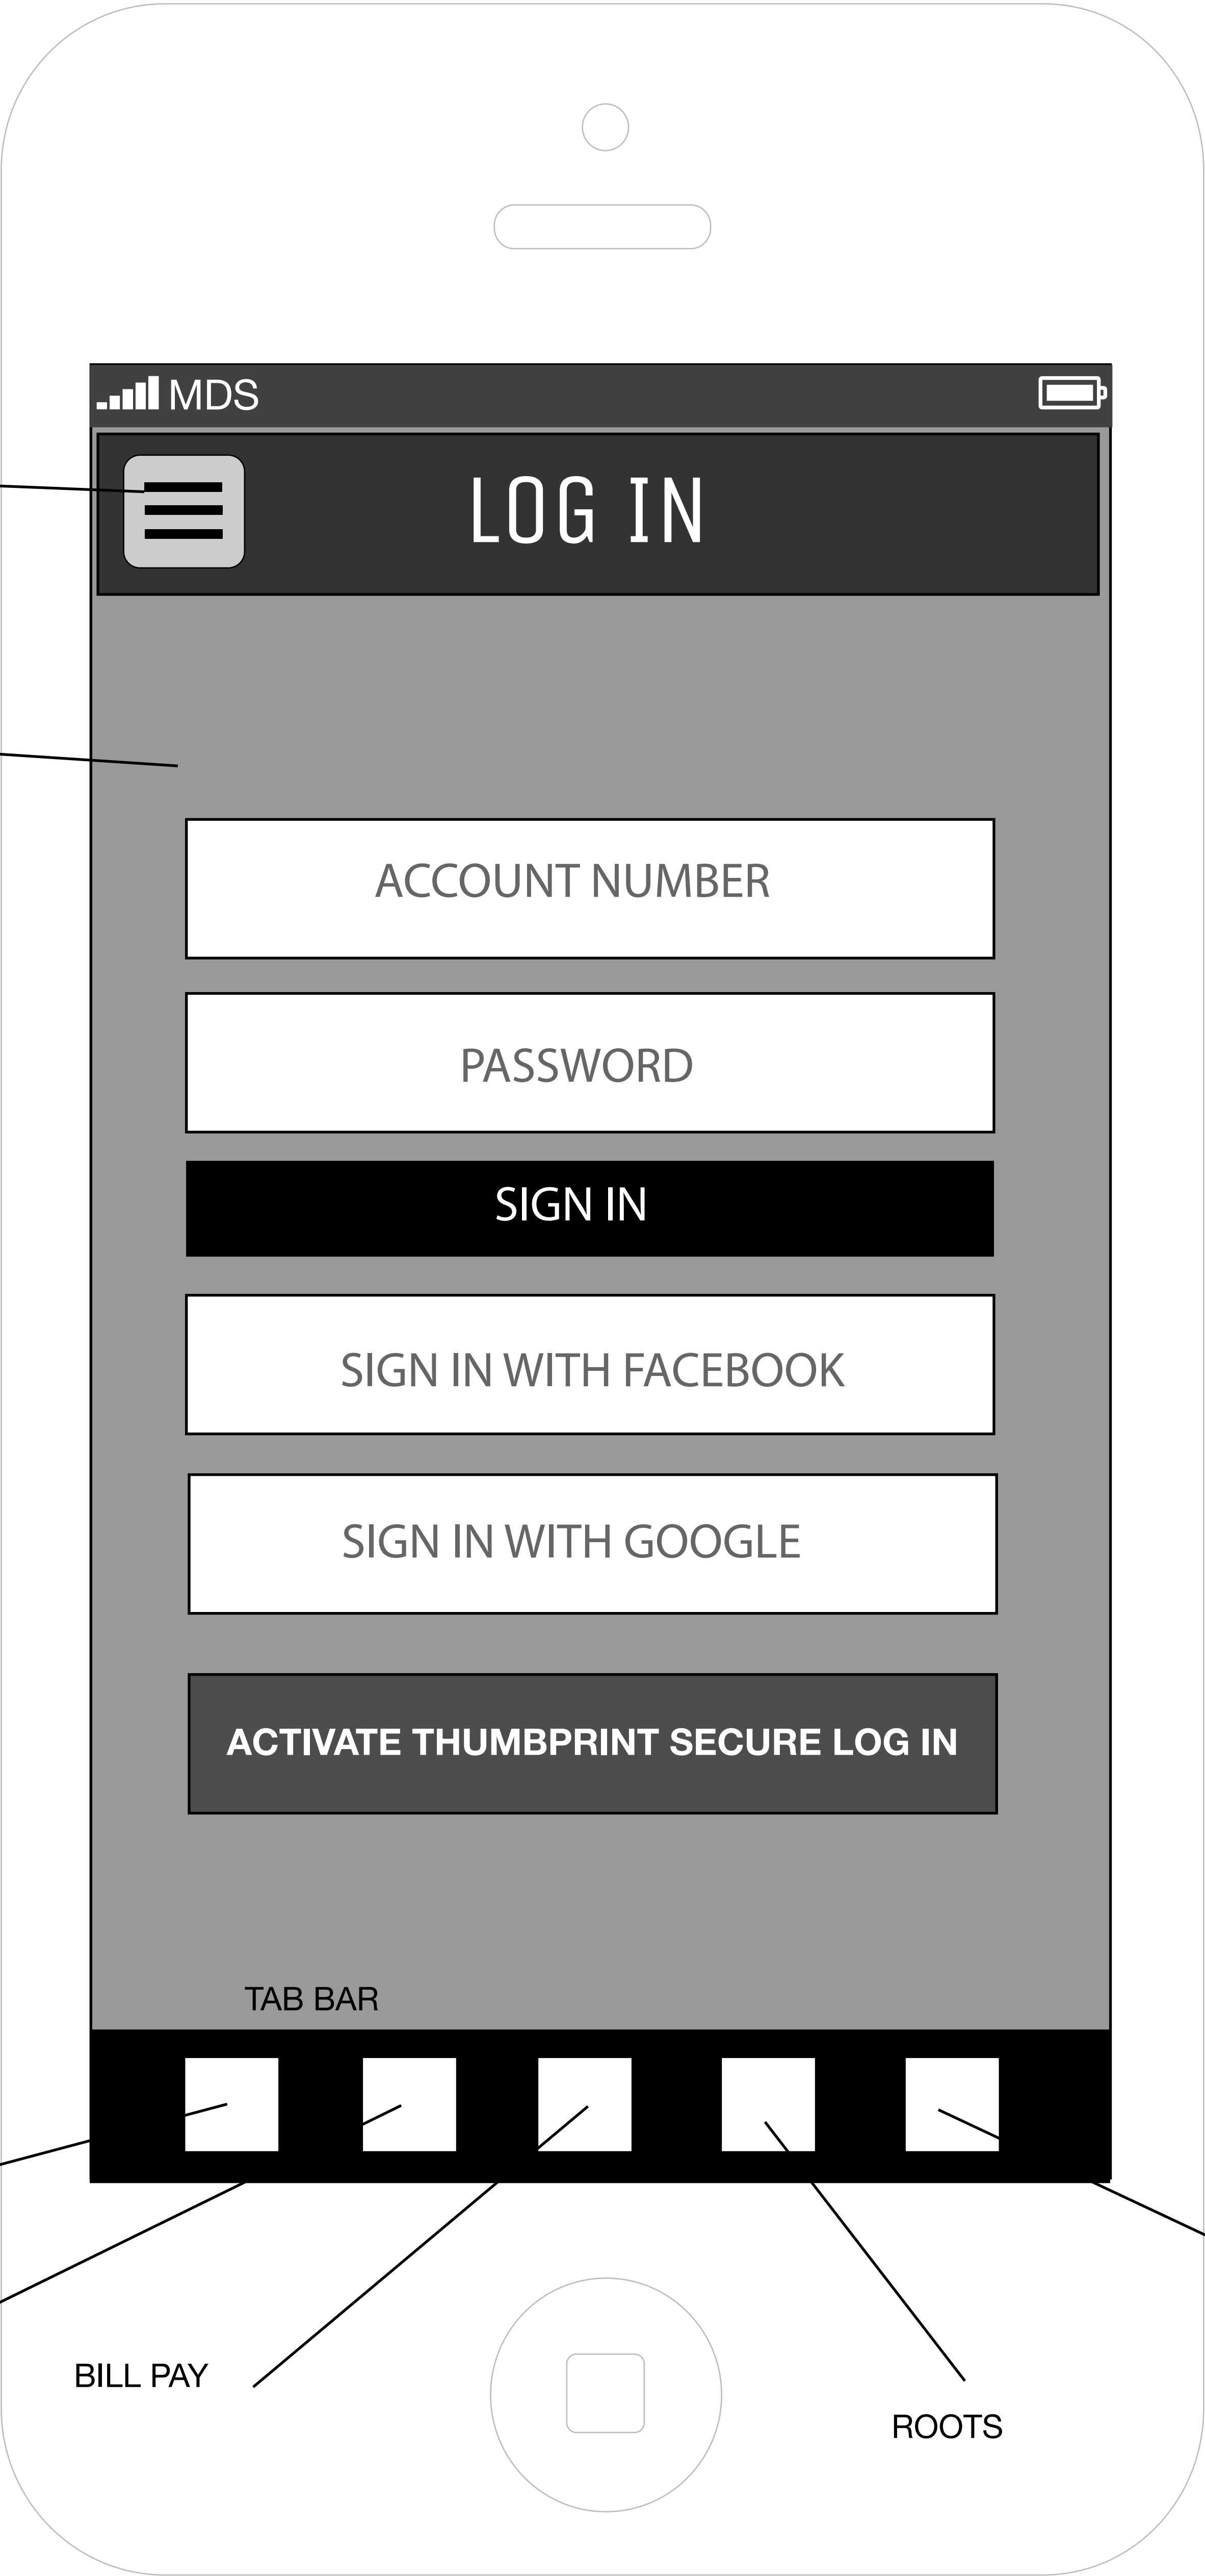 MDS
LOG IN
ACCOUNT NUMBER
PASSWORD
SIGN IN
SIGN IN WITH FACEBOOK
SIGN IN WITH GOOGLE
ACTIVATE THUMBPRINT SECURE LOG IN
TAB BAR
BILL PAY
ROOTS